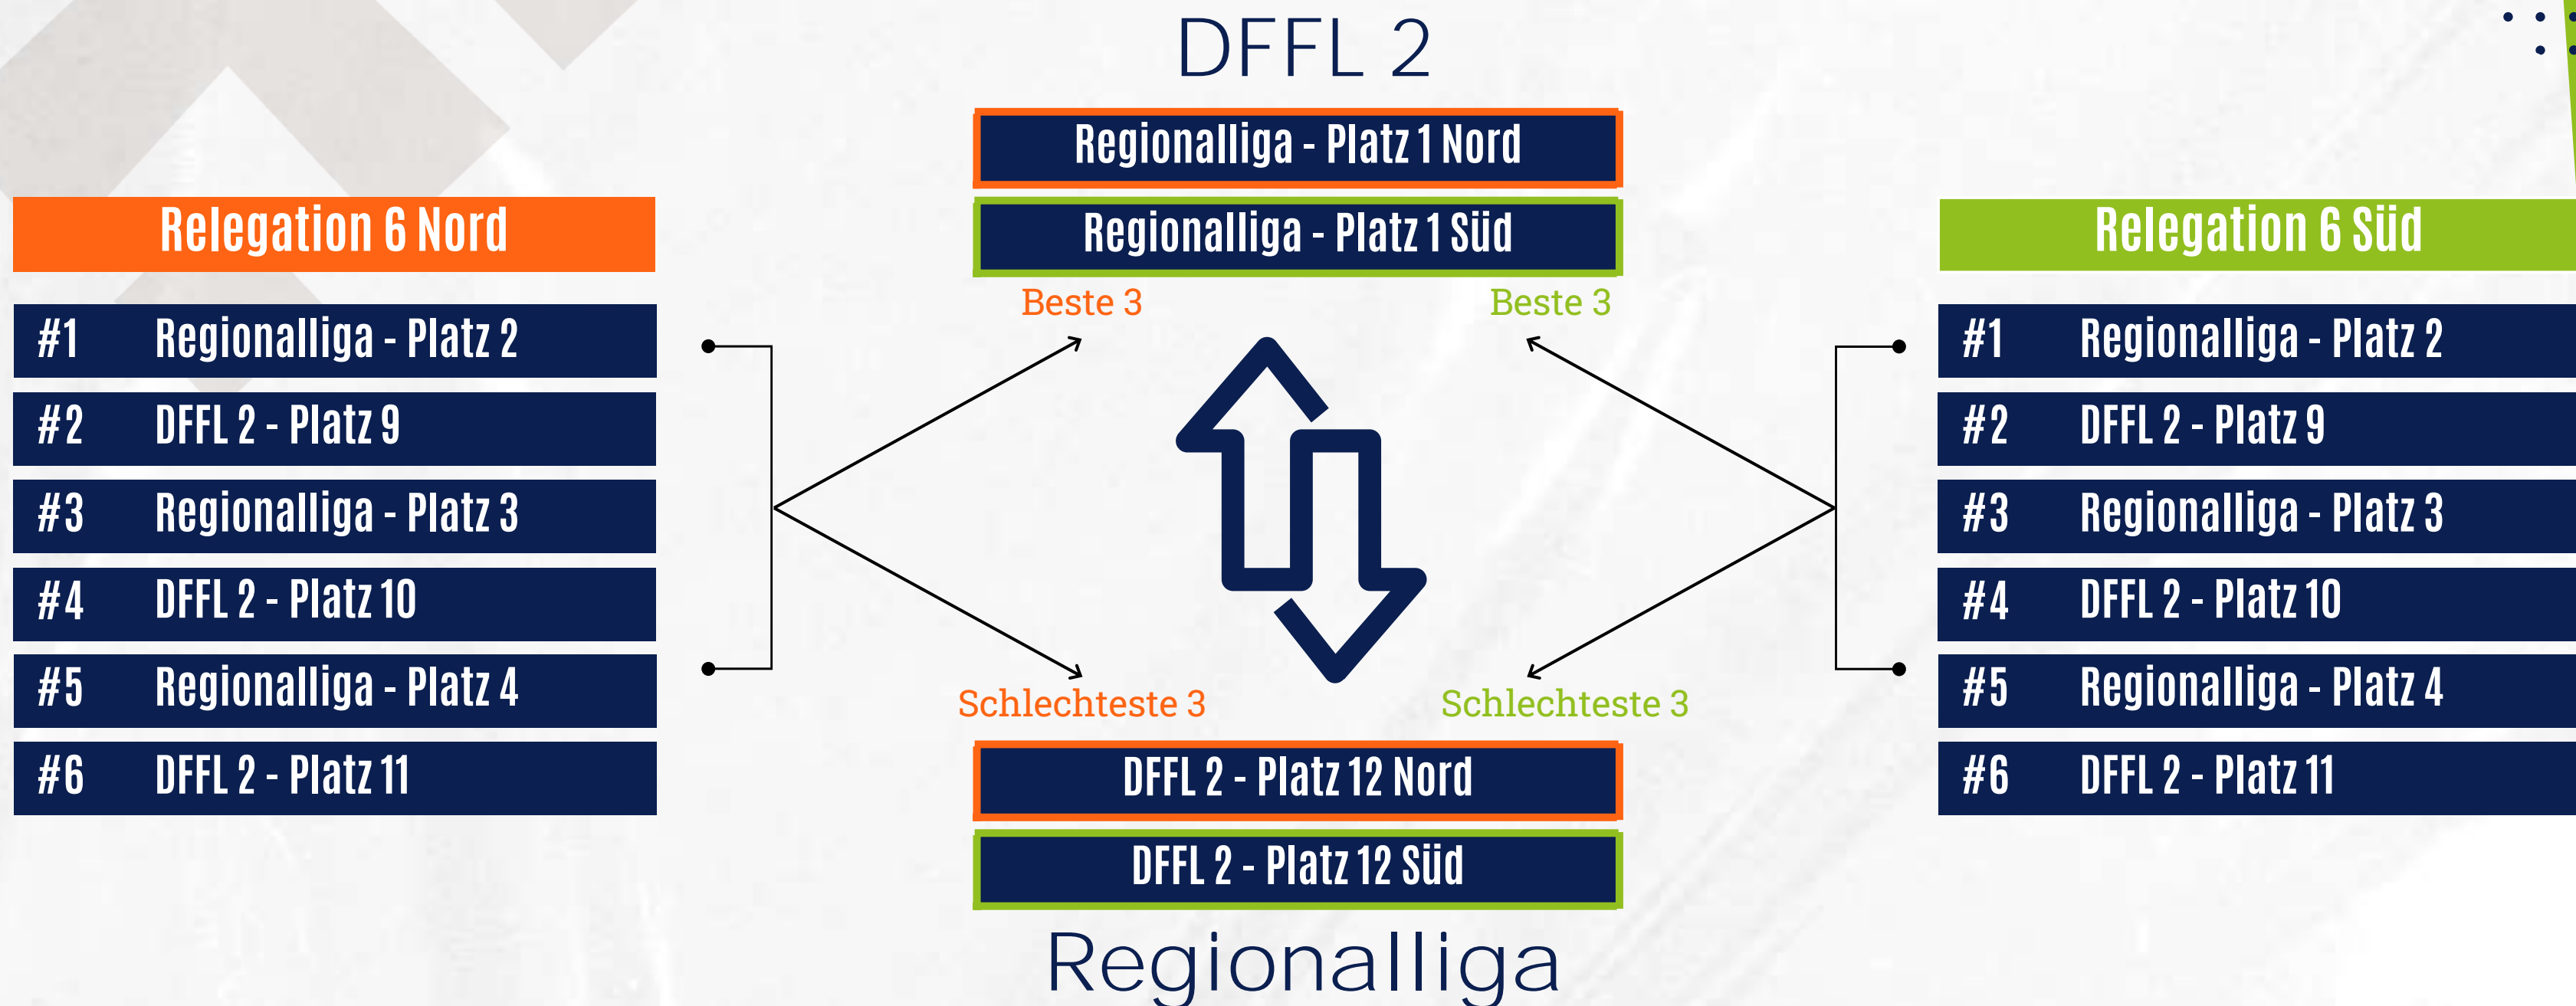 DFFL 2
Regionalliga - Platz 1 Nord
Regionalliga - Platz 1 Süd
Relegation 6 Nord
#1 Regionalliga - Platz 2
#2 DFFL 2 - Platz 9
#3 Regionalliga - Platz 3
#4 DFFL 2 - Platz 10
#5 Regionalliga - Platz 4
#6 DFFL 2 - Platz 11
Beste 3
Beste 3
Schlechteste 3
Schlechteste 3
Relegation 6 Süd
#1 Regionalliga - Platz 2
#2 DFFL 2 - Platz 9
#3 Regionalliga - Platz 3
#4 DFFL 2 - Platz 10
#5 Regionalliga - Platz 4
#6 DFFL 2 - Platz 11
DFFL 2 - Platz 12 Nord
DFFL 2 - Platz 12 Süd
Regionalliga